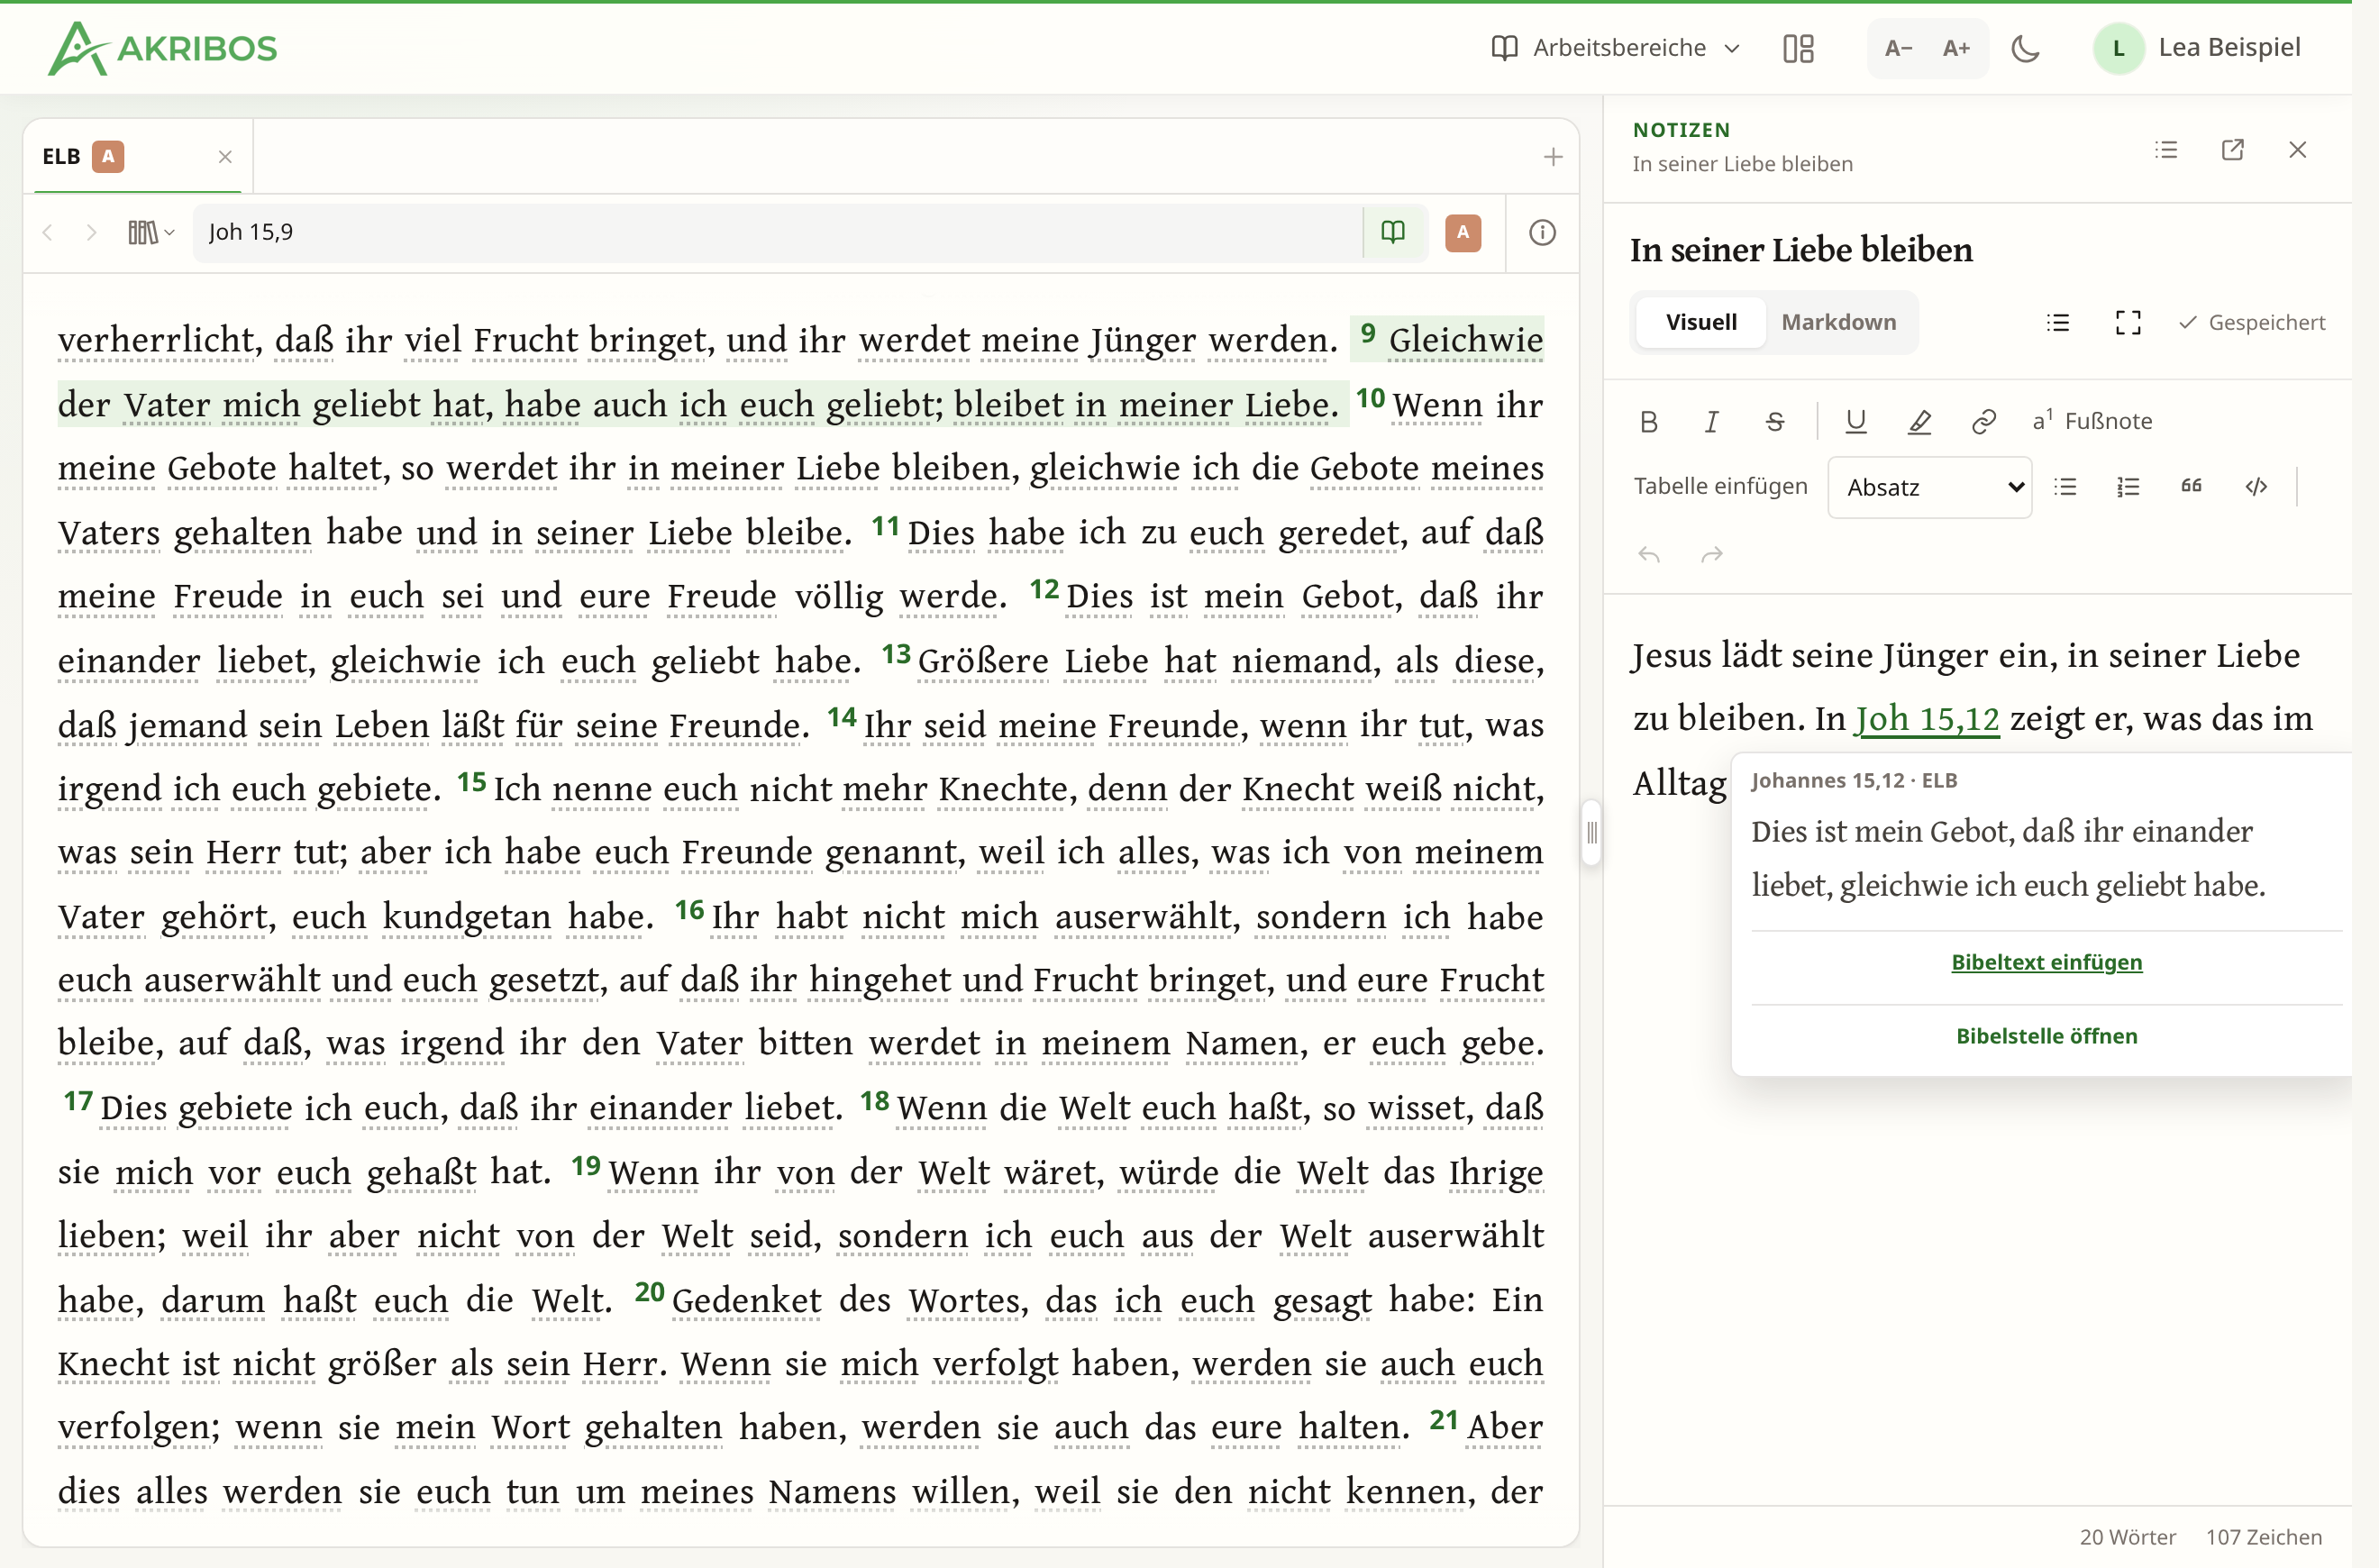 AKRIBOS
Arbeitsbereiche
A− A+
L Lea Beispiel
ELB A
Joh 15,9
A
verherrlicht, daß ihr viel Frucht bringet, und ihr werdet meine Jünger werden. 9 Gleichwie
der Vater mich geliebt hat, habe auch ich euch geliebt; bleibet in meiner Liebe. 10 Wenn ihr
meine Gebote haltet, so werdet ihr in meiner Liebe bleiben, gleichwie ich die Gebote meines
Vaters gehalten habe und in seiner Liebe bleibe. 11 Dies habe ich zu euch geredet, auf daß
meine Freude in euch sei und eure Freude völlig werde. 12 Dies ist mein Gebot, daß ihr
einander liebet, gleichwie ich euch geliebt habe. 13 Größere Liebe hat niemand, als diese,
daß jemand sein Leben läßt für seine Freunde. 14 Ihr seid meine Freunde, wenn ihr tut, was
irgend ich euch gebiete. 15 Ich nenne euch nicht mehr Knechte, denn der Knecht weiß nicht,
was sein Herr tut; aber ich habe euch Freunde genannt, weil ich alles, was ich von meinem
Vater gehört, euch kundgetan habe. 16 Ihr habt nicht mich auserwählt, sondern ich habe
euch auserwählt und euch gesetzt, auf daß ihr hingehet und Frucht bringet, und eure Frucht
bleibe, auf daß, was irgend ihr den Vater bitten werdet in meinem Namen, er euch gebe.
17 Dies gebiete ich euch, daß ihr einander liebet. 18 Wenn die Welt euch haßt, so wisset, daß
sie mich vor euch gehaßt hat. 19 Wenn ihr von der Welt wäret, würde die Welt das Ihrige
lieben; weil ihr aber nicht von der Welt seid, sondern ich euch aus der Welt auserwählt
habe, darum haßt euch die Welt. 20 Gedenket des Wortes, das ich euch gesagt habe: Ein
Knecht ist nicht größer als sein Herr. Wenn sie mich verfolgt haben, werden sie auch euch
verfolgen; wenn sie mein Wort gehalten haben, werden sie auch das eure halten. 21 Aber
dies alles werden sie euch tun um meines Namens willen, weil sie den nicht kennen, der
NOTIZEN
In seiner Liebe bleiben
In seiner Liebe bleiben
Visuell Markdown
Gespeichert
B I S U a1 Fußnote
Tabelle einfügen Absatz
Jesus lädt seine Jünger ein, in seiner Liebe
zu bleiben. In Joh 15,12 zeigt er, was das im
Alltag
Johannes 15,12 · ELB
Dies ist mein Gebot, daß ihr einander
liebet, gleichwie ich euch geliebt habe.
Bibeltext einfügen
Bibelstelle öffnen
20 Wörter 107 Zeichen